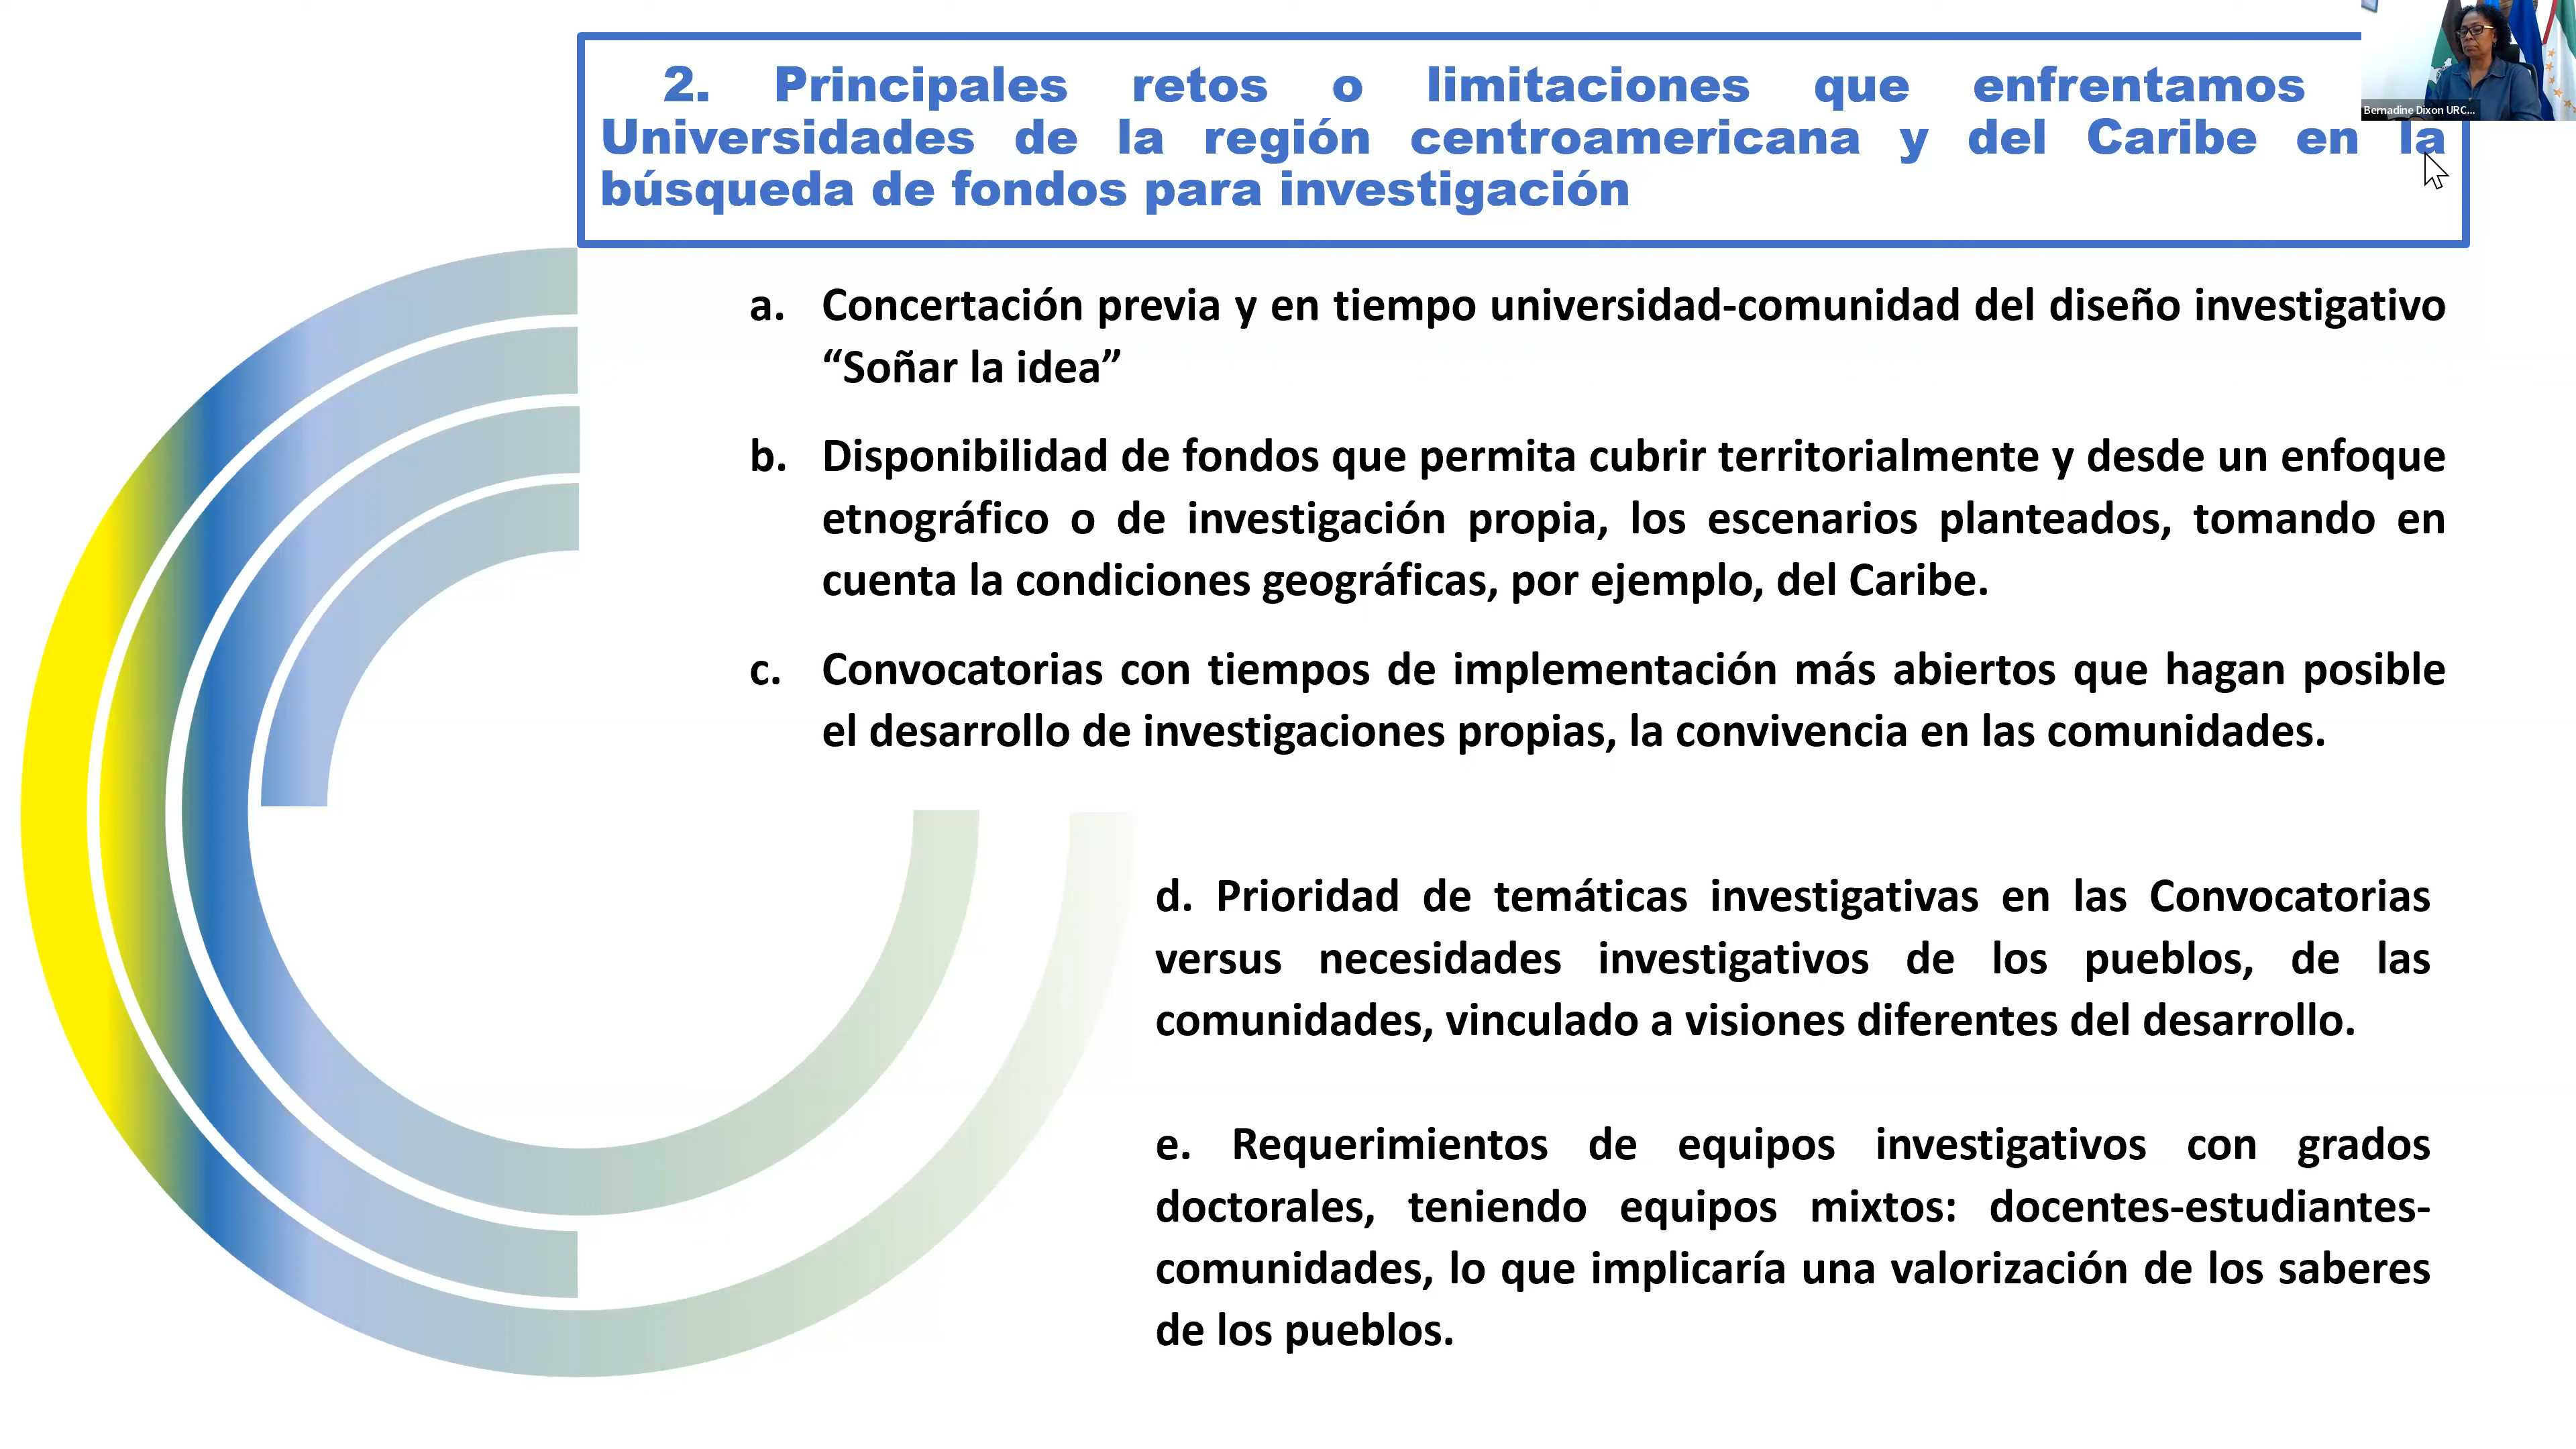 2. Principales retos o limitaciones que enfrentamos
Universidades de la región centroamericana y del Caribe en la
búsqueda de fondos para investigación
Bernadine Dixon URC...
a. Concertación previa y en tiempo universidad-comunidad del diseño investigativo
“Soñar la idea”
b. Disponibilidad de fondos que permita cubrir territorialmente y desde un enfoque
etnográfico o de investigación propia, los escenarios planteados, tomando en
cuenta la condiciones geográficas, por ejemplo, del Caribe.
c. Convocatorias con tiempos de implementación más abiertos que hagan posible
el desarrollo de investigaciones propias, la convivencia en las comunidades.
d. Prioridad de temáticas investigativas en las Convocatorias
versus necesidades investigativos de los pueblos, de las
comunidades, vinculado a visiones diferentes del desarrollo.
e. Requerimientos de equipos investigativos con grados
doctorales, teniendo equipos mixtos: docentes-estudiantes-
comunidades, lo que implicaría una valorización de los saberes
de los pueblos.